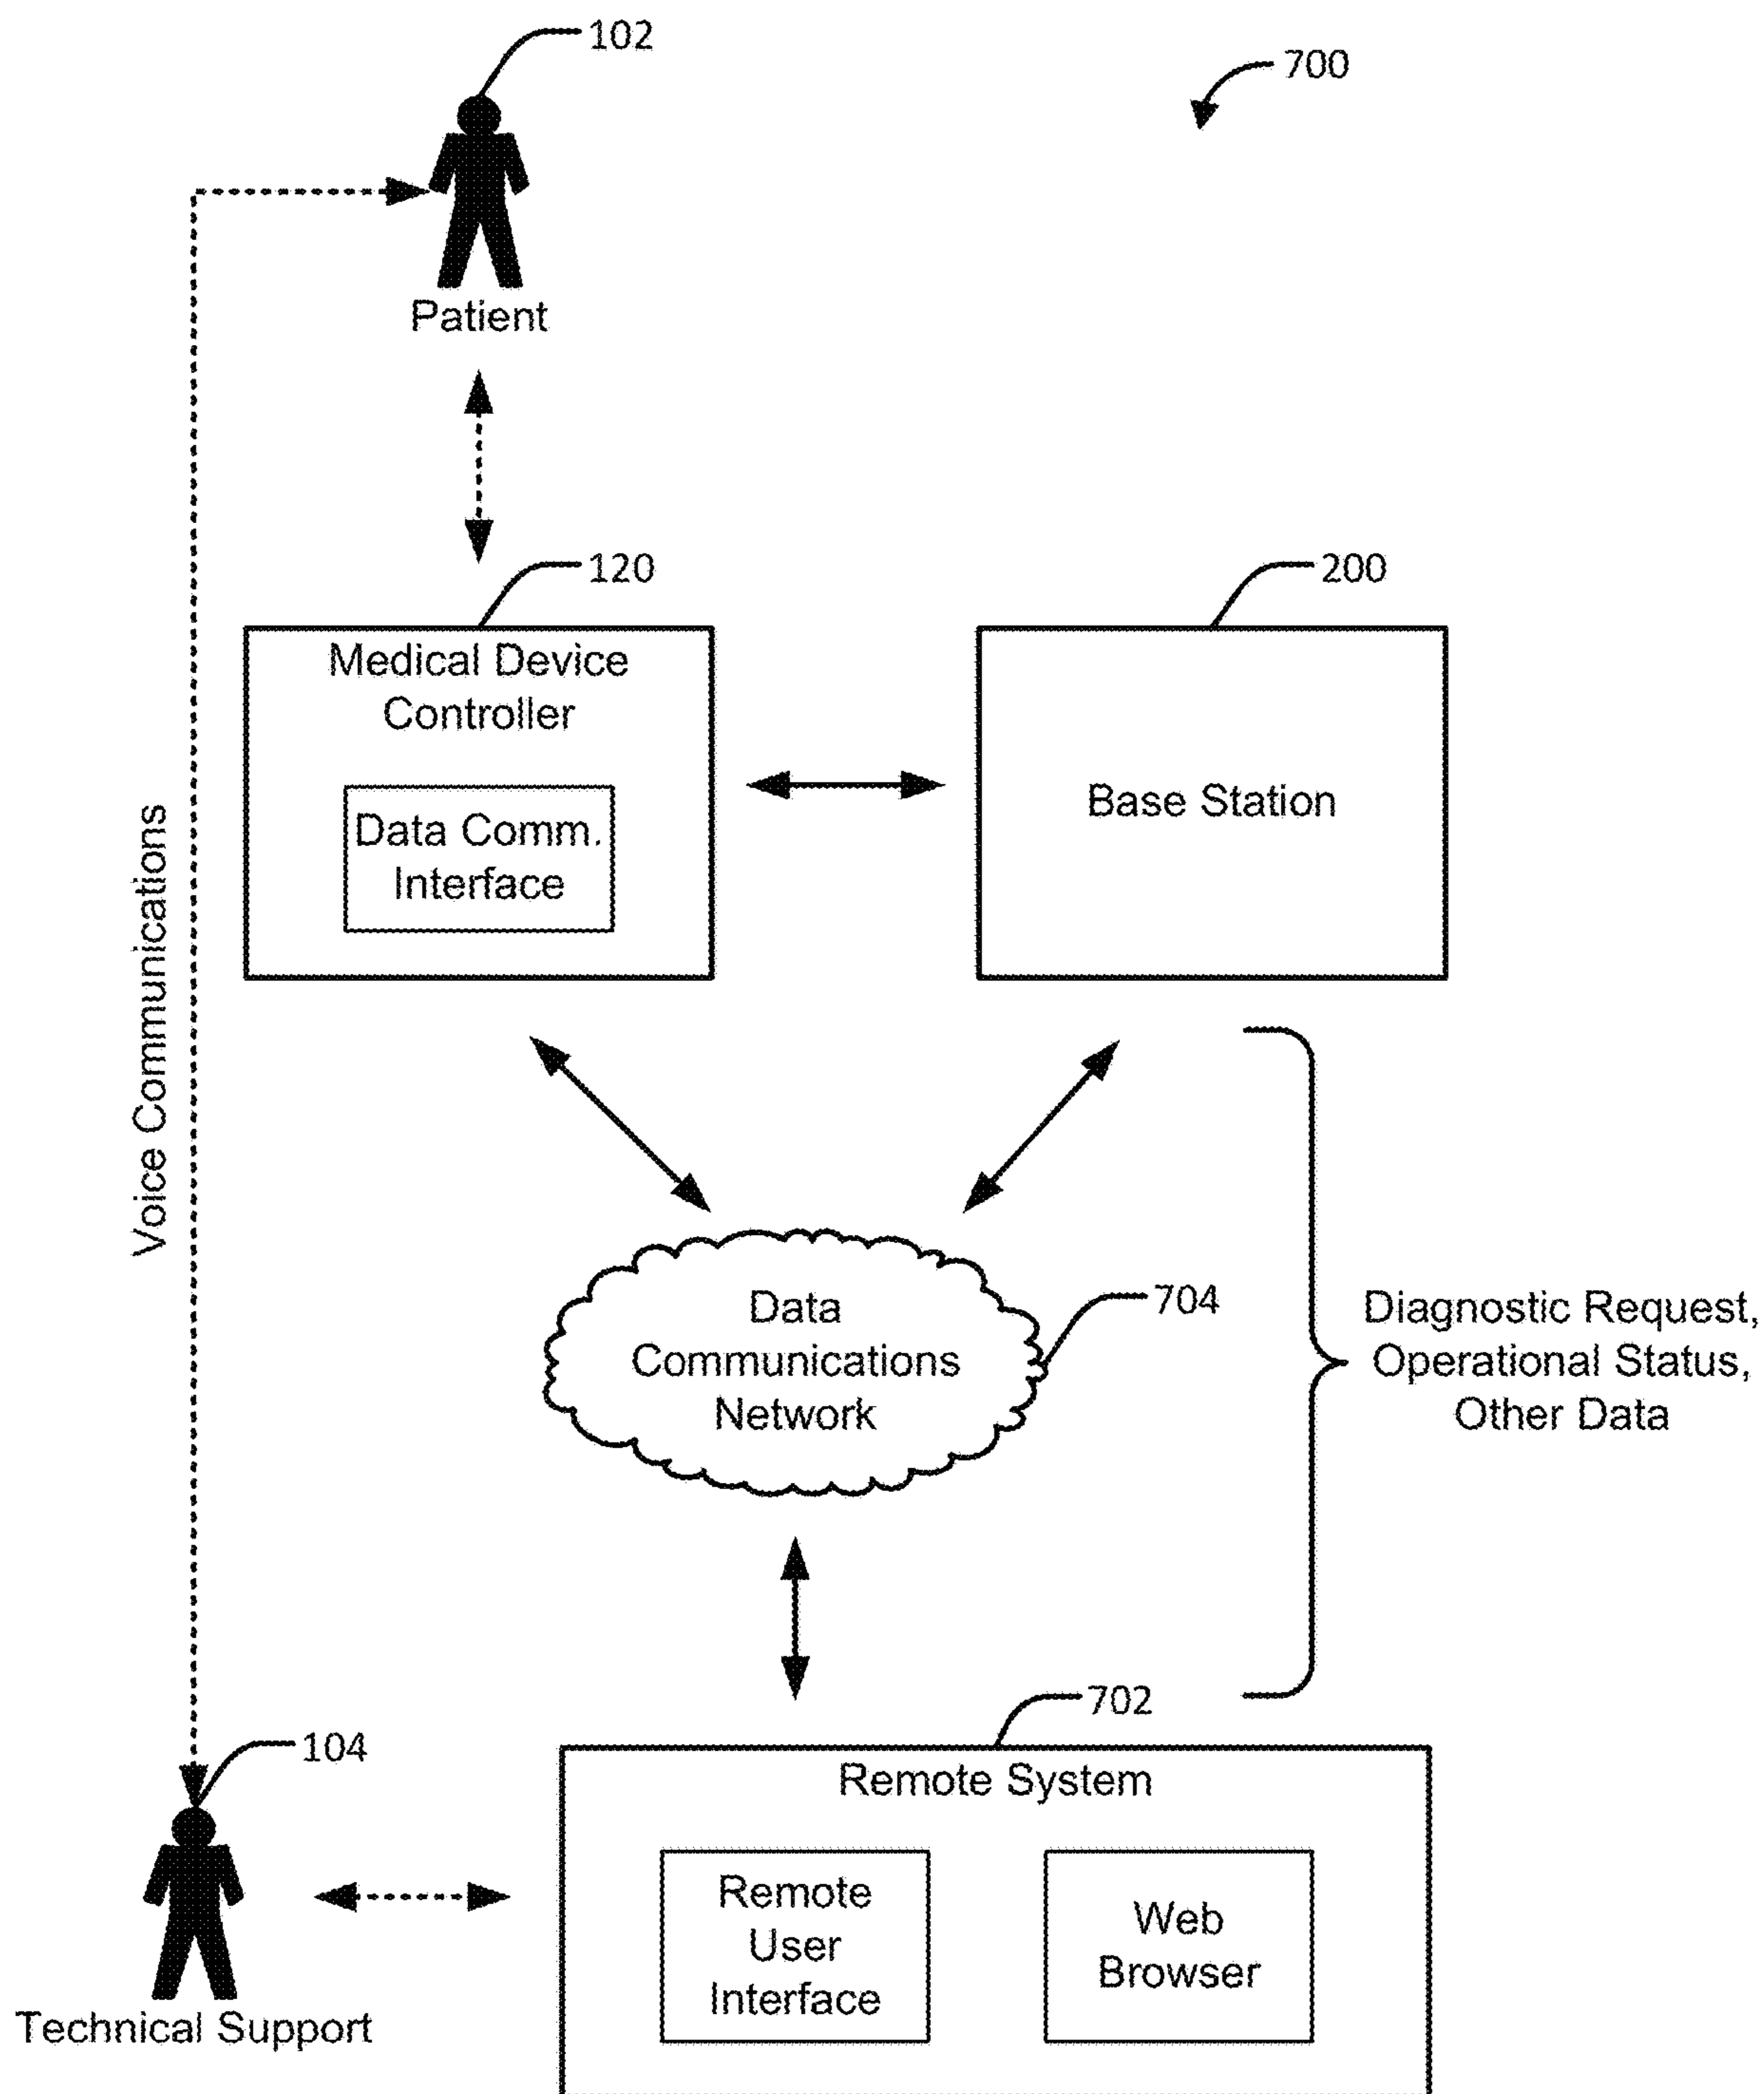 102
700
Patient
120
200
Medical Device
Controller
Data Comm.
Interface
Base Station
Voice Communications
Data
Communications
Network
704
Diagnostic Request,
Operational Status,
Other Data
702
104
Remote System
Remote
User
Interface
Web
Browser
Technical Support